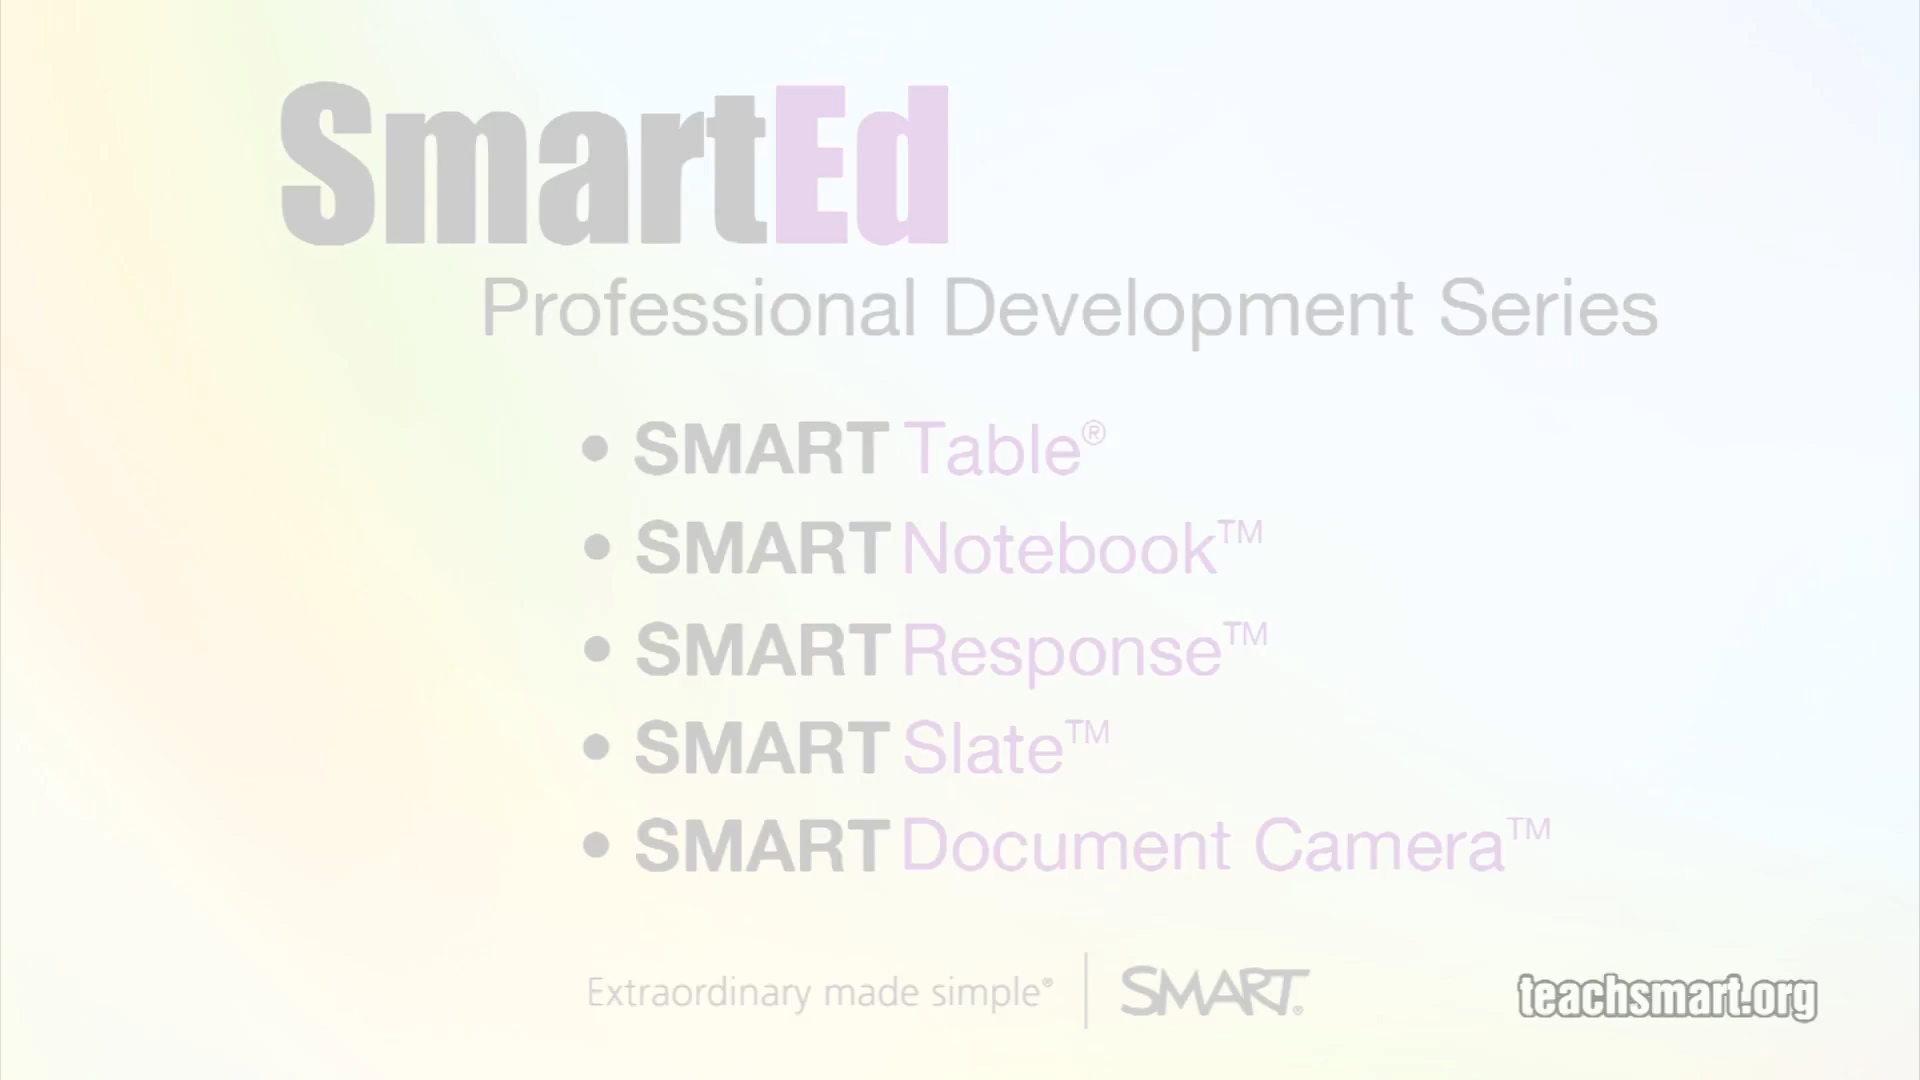 SmartEd
Professional Development Series
• SMART Table®
• SMART Notebook™
• SMART Response™
• SMART Slate™
• SMART Document Camera™
Extraordinary made simple® | SMART®
teachsmart.org